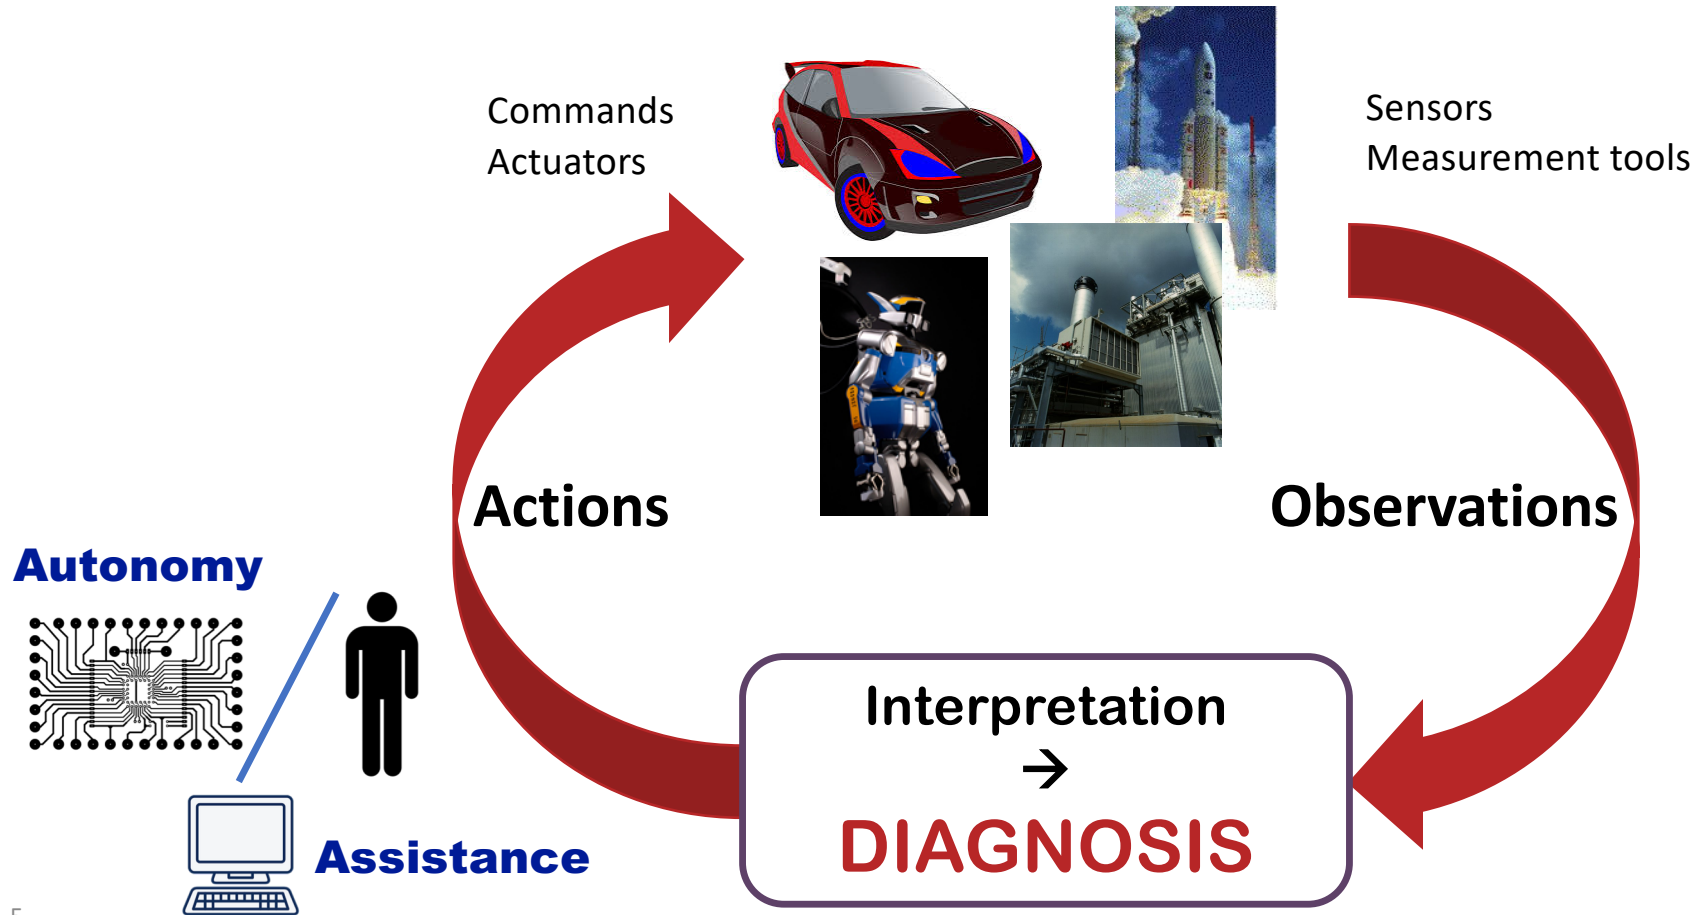 Commands
Actuators
Sensors
Measurement tools
Actions
Observations
Autonomy
Assistance
Interpretation
→
DIAGNOSIS